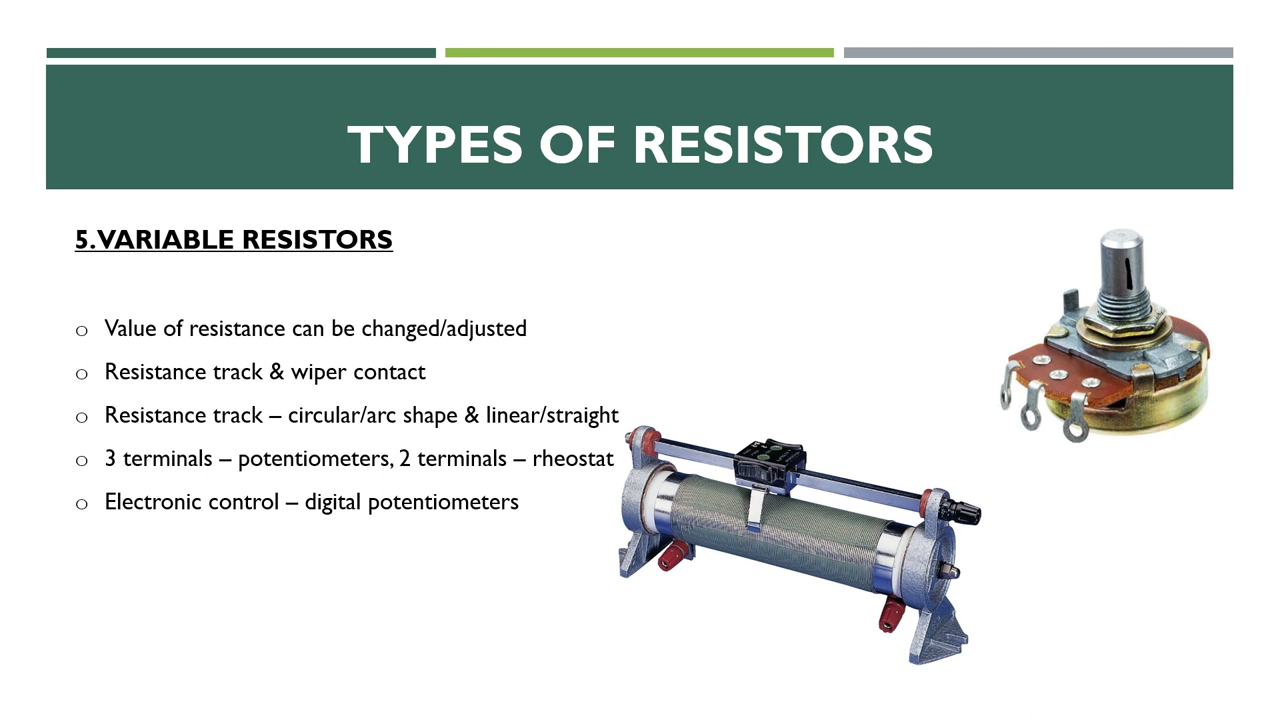 TYPES OF RESISTORS
5. VARIABLE RESISTORS
o Value of resistance can be changed/adjusted
o Resistance track & wiper contact
o Resistance track – circular/arc shape & linear/straight
o 3 terminals – potentiometers, 2 terminals – rheostat
o Electronic control – digital potentiometers